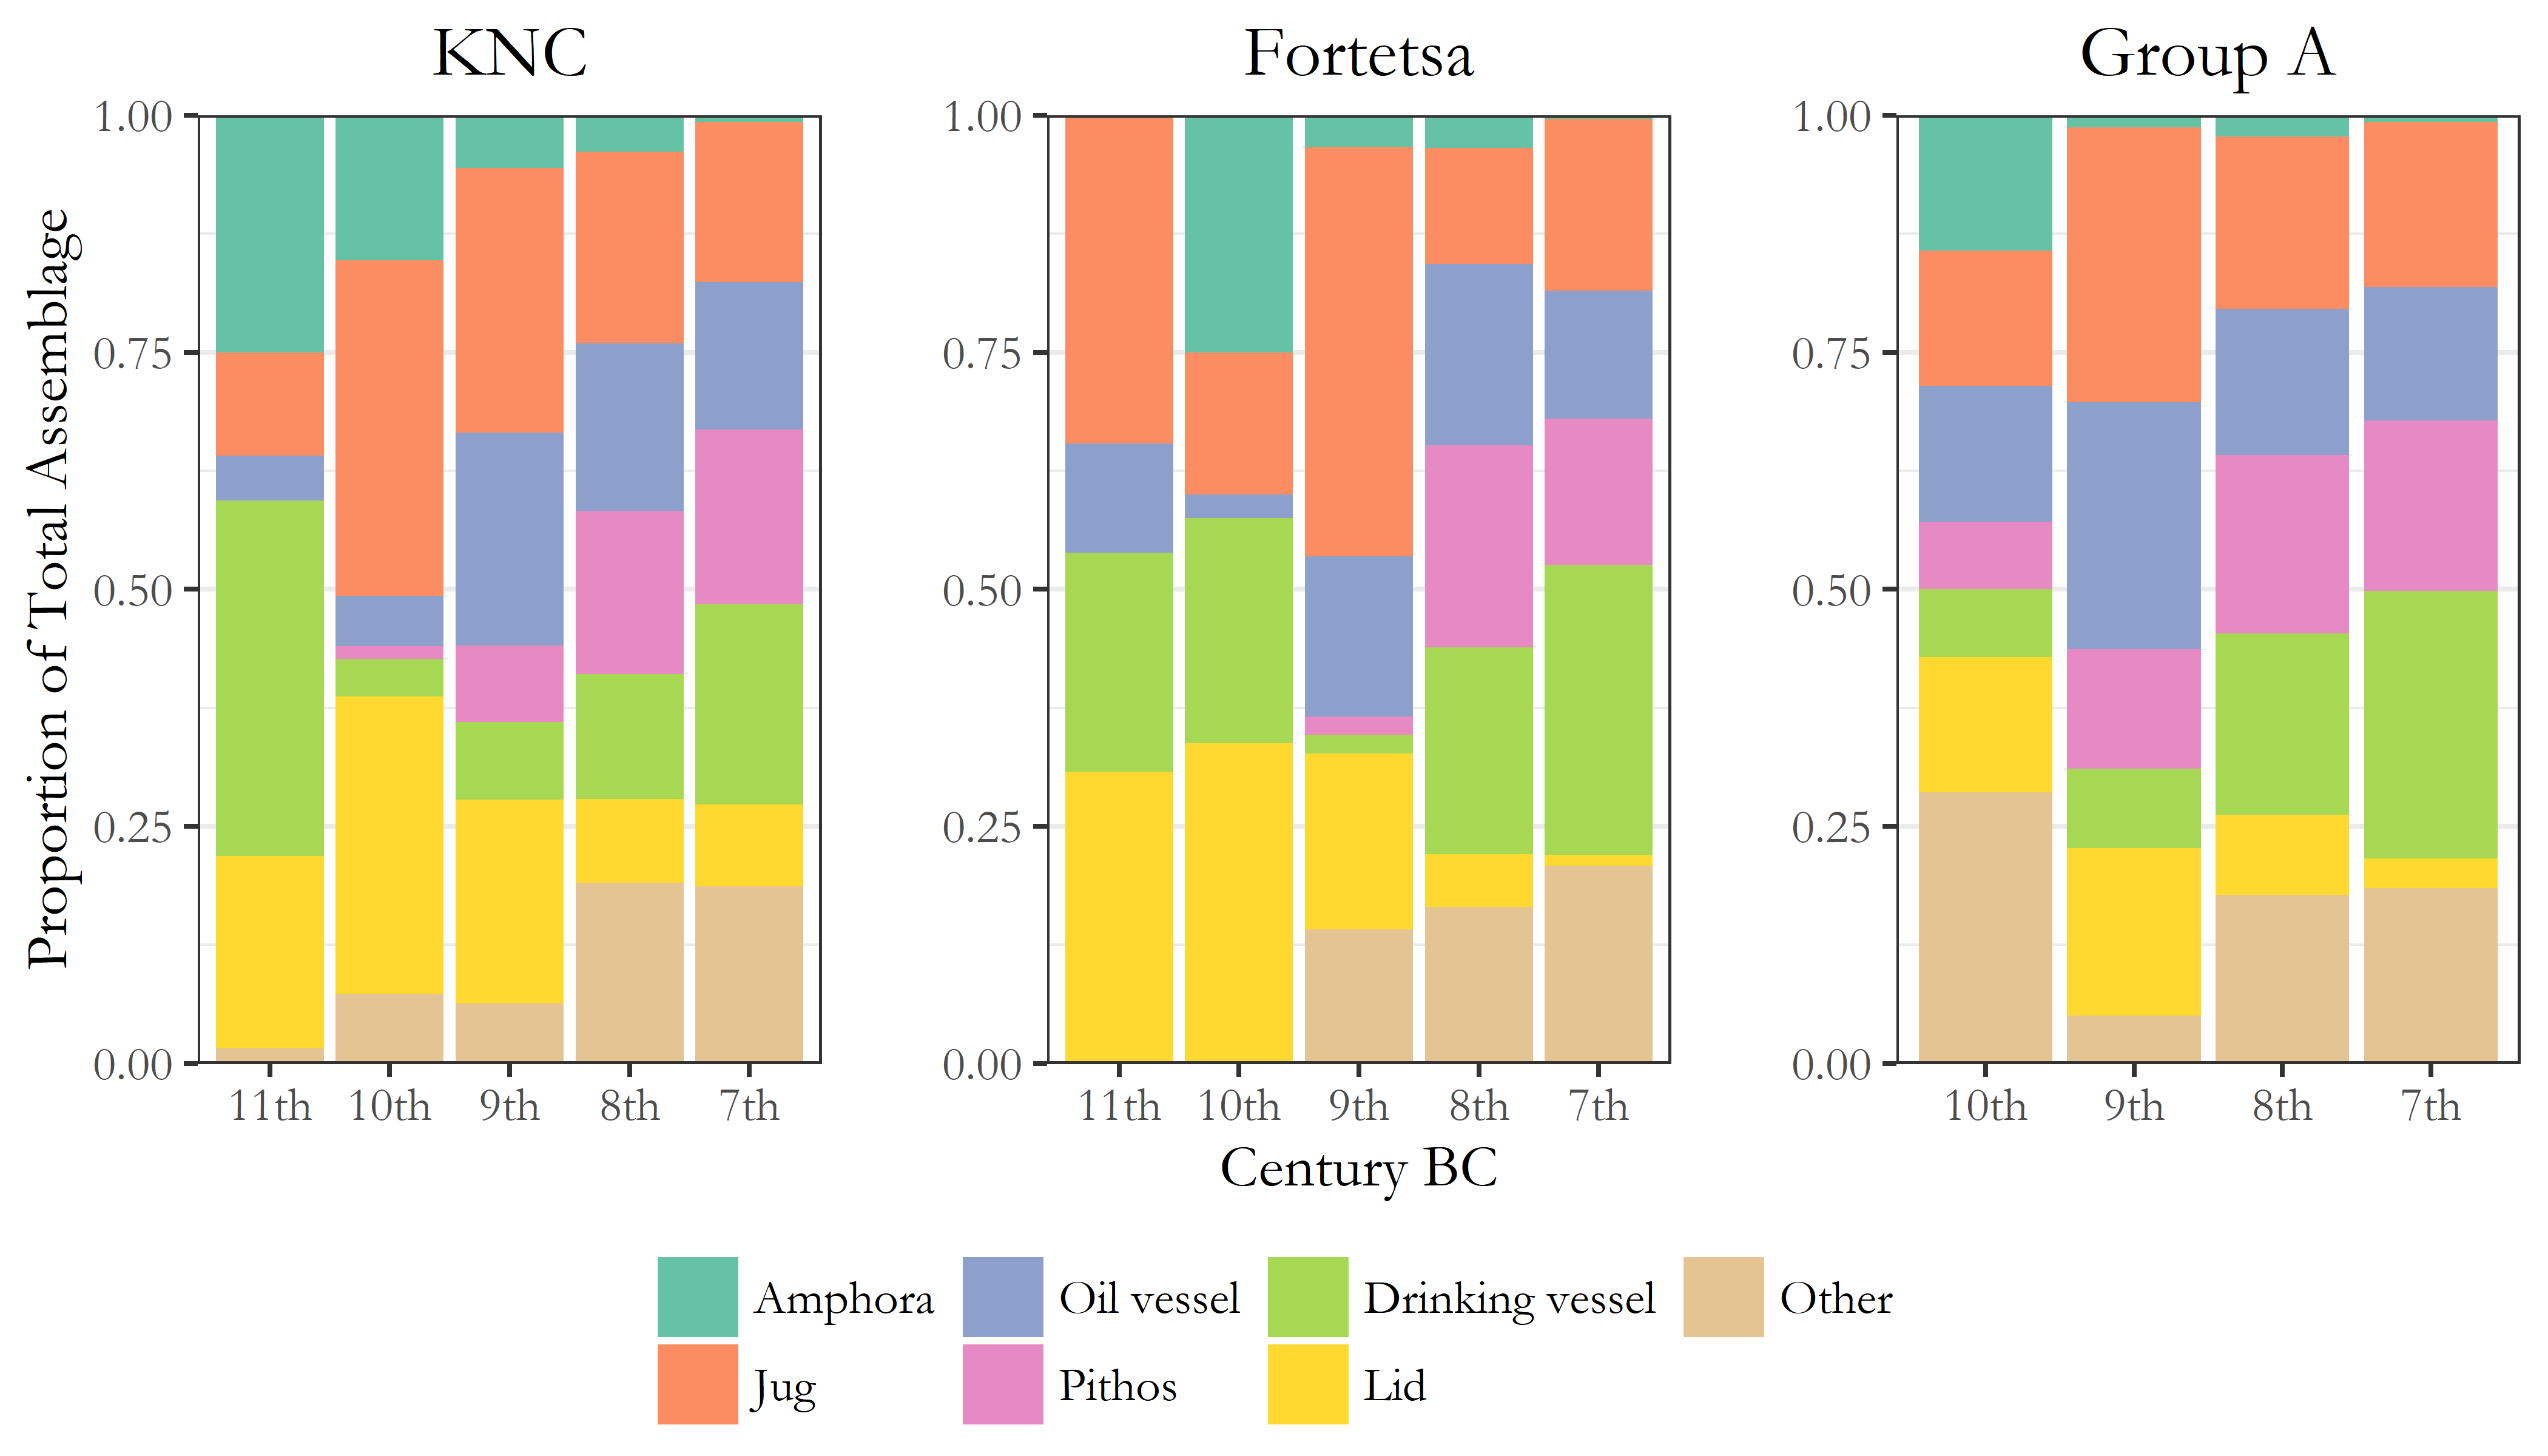 KNC
Fortetsa
Group A
Proportion of Total Assemblage
1.00
0.75
0.50
0.25
0.00
11th 10th 9th 8th 7th
1.00
0.75
0.50
0.25
0.00
11th 10th 9th 8th 7th
1.00
0.75
0.50
0.25
0.00
10th 9th 8th 7th
Century BC
Amphora Oil vessel Drinking vessel Other
Jug Pithos Lid